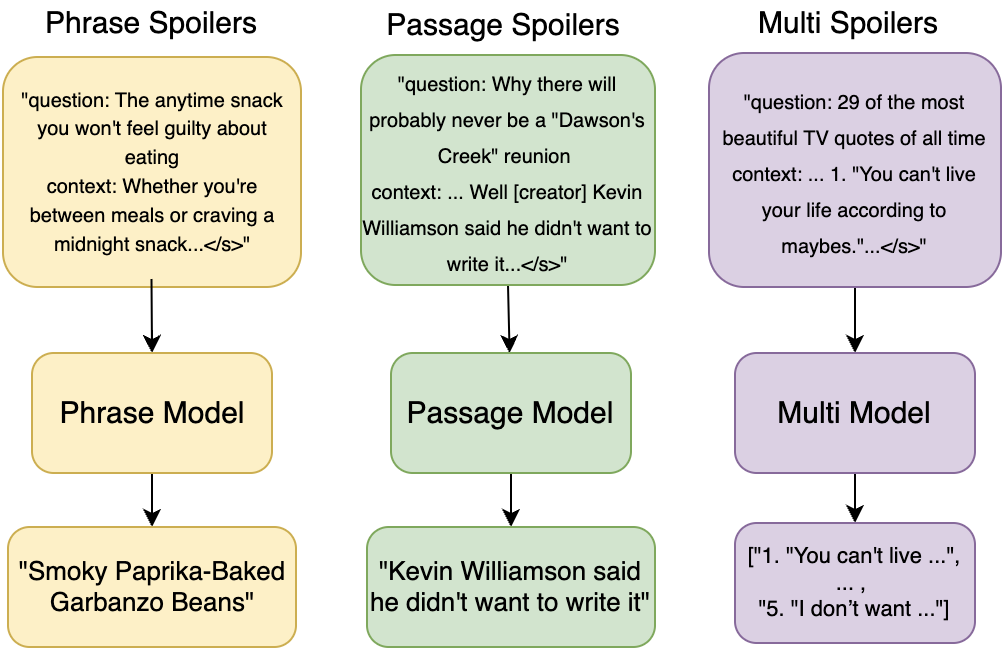 Phrase Spoilers
"question: The anytime snack
you won't feel guilty about
eating
context: Whether you're
between meals or craving a
midnight snack...</s>"
Phrase Model
"Smoky Paprika-Baked
Garbanzo Beans"
Passage Spoilers
"question: Why there will
probably never be a "Dawson's
Creek" reunion
context: ... Well [creator] Kevin
Williamson said he didn't want to
write it...</s>"
Passage Model
"Kevin Williamson said
he didn't want to write it"
Multi Spoilers
"question: 29 of the most
beautiful TV quotes of all time
context: ... 1. "You can't live
your life according to
maybes."...</s>"
Multi Model
["1. "You can't live ...",
... ,
"5. "I don’t want ..."]